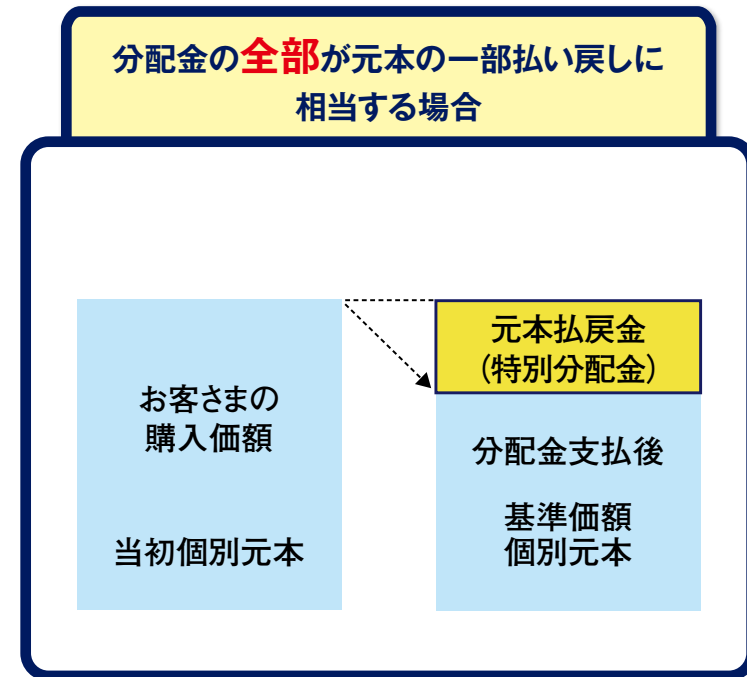 分配金の全部が元本の一部払い戻しに
相当する場合
お客さまの
購入価額
当初個別元本
元本払戻金
(特別分配金)
分配金支払後
基準価額
個別元本